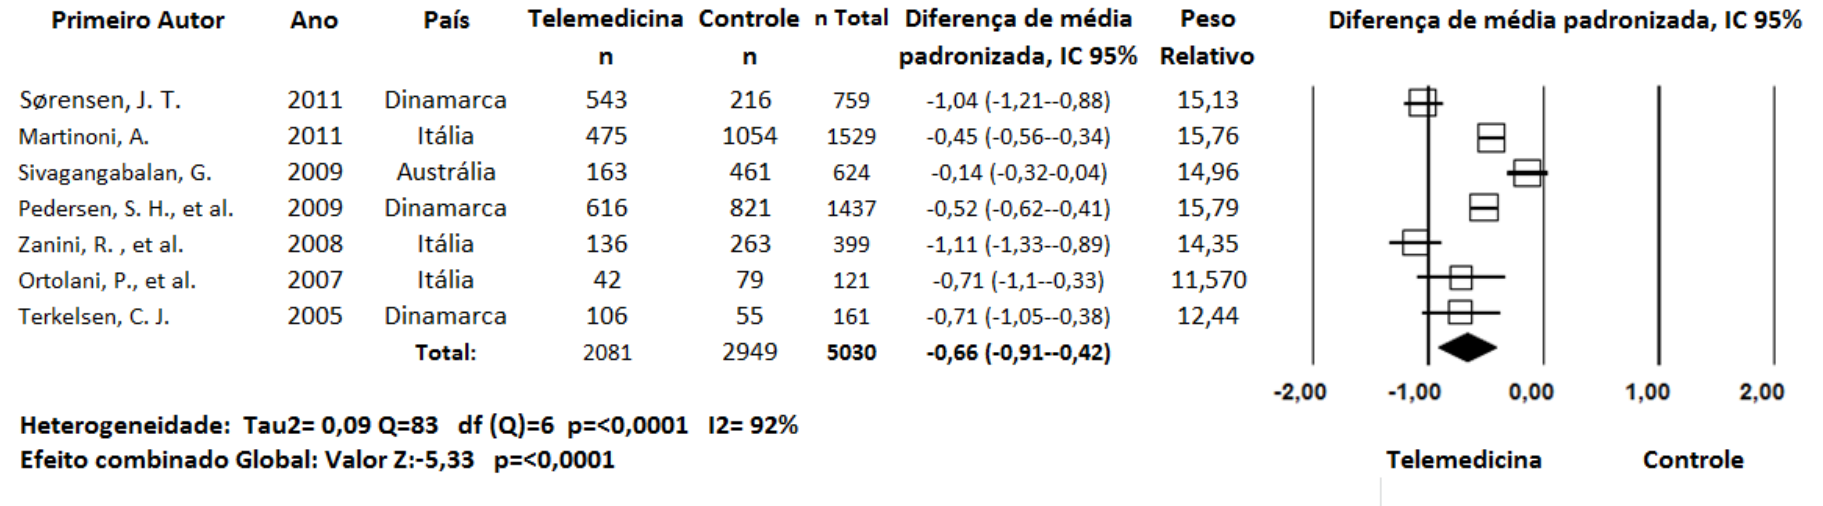 Primeiro Autor Ano País Telemedicina Controle n Total Diferença de média Peso Diferença de média padronizada, IC 95%
n n padronizada, IC 95% Relativo
Sørensen, J. T. 2011 Dinamarca 543 216 759 -1,04 (-1,21--0,88) 15,13
Martinoni, A. 2011 Itália 475 1054 1529 -0,45 (-0,56--0,34) 15,76
Sivagangabalan, G. 2009 Austrália 163 461 624 -0,14 (-0,32-0,04) 14,96
Pedersen, S. H., et al. 2009 Dinamarca 616 821 1437 -0,52 (-0,62--0,41) 15,79
Zanini, R. , et al. 2008 Itália 136 263 399 -1,11 (-1,33--0,89) 14,35
Ortolani, P., et al. 2007 Itália 42 79 121 -0,71 (-1,1--0,33) 11,570
Terkelsen, C. J. 2005 Dinamarca 106 55 161 -0,71 (-1,05--0,38) 12,44
Total: 2081 2949 5030 -0,66 (-0,91--0,42)
-2,00 -1,00 0,00 1,00 2,00
Heterogeneidade: Tau2= 0,09 Q=83 df (Q)=6 p=<0,0001 I2= 92%
Efeito combinado Global: Valor Z:-5,33 p=<0,0001 Telemedicina Controle